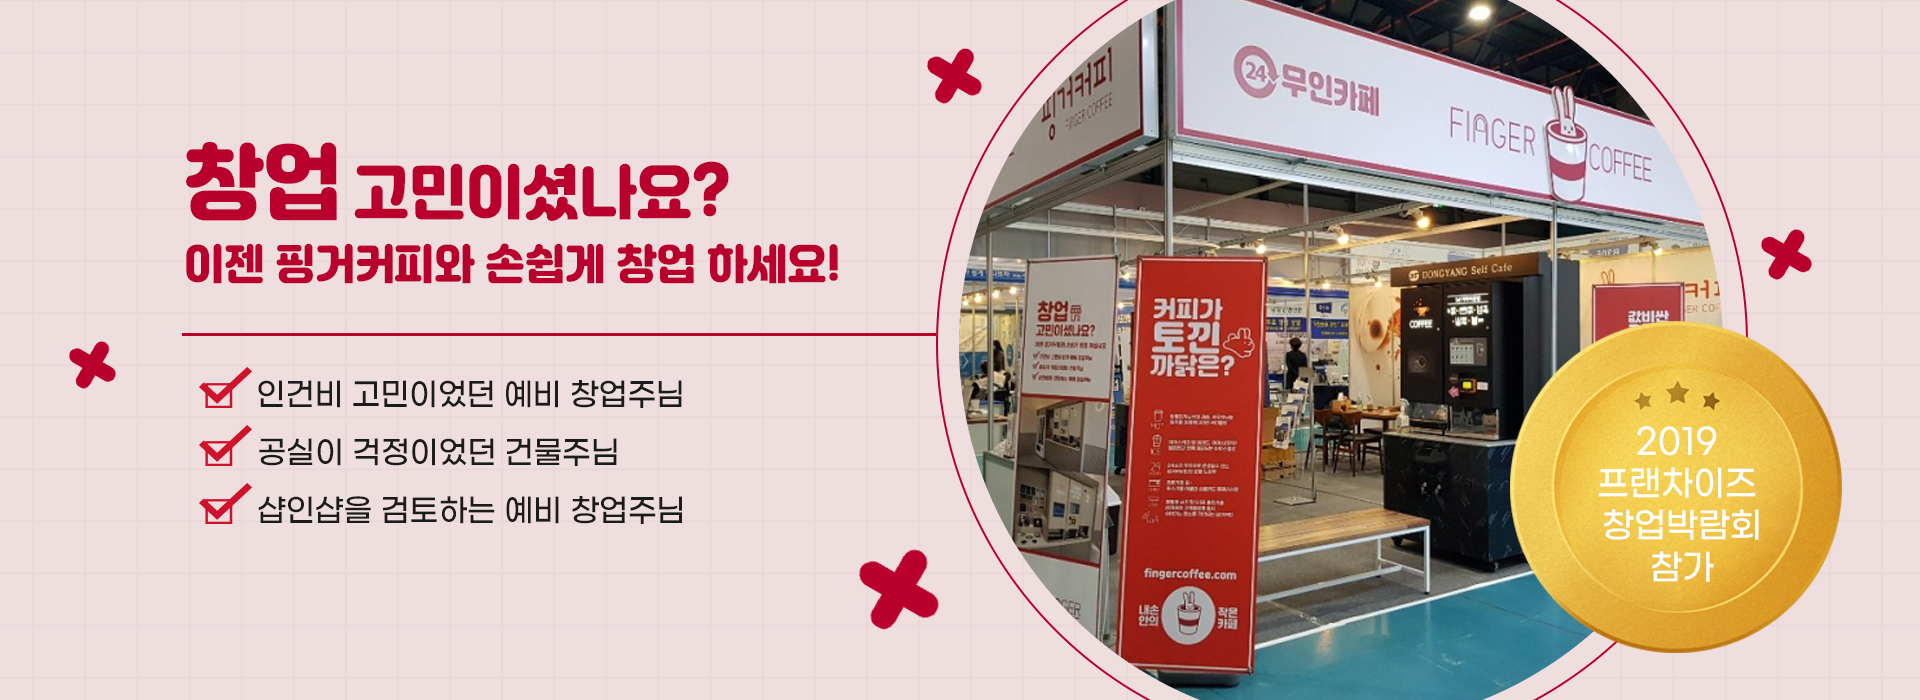 창업 고민이셨나요?
이젠 핑거커피와 손쉽게 창업 하세요!
인건비 고민이었던 예비 창업주님
공실이 걱정이었던 건물주님
샵인샵을 검토하는 예비 창업주님
핑거커피
FINGER COFFEE
24 무인카페
FINGER COFFEE
DONGYANG Self Cafe
COFFEE
창업
고민이셨나요?
커피가
토낀
까닭은?
fingercoffee.com
내손 작은
안의 카페
값비싼
2019
프랜차이즈
창업박람회
참가